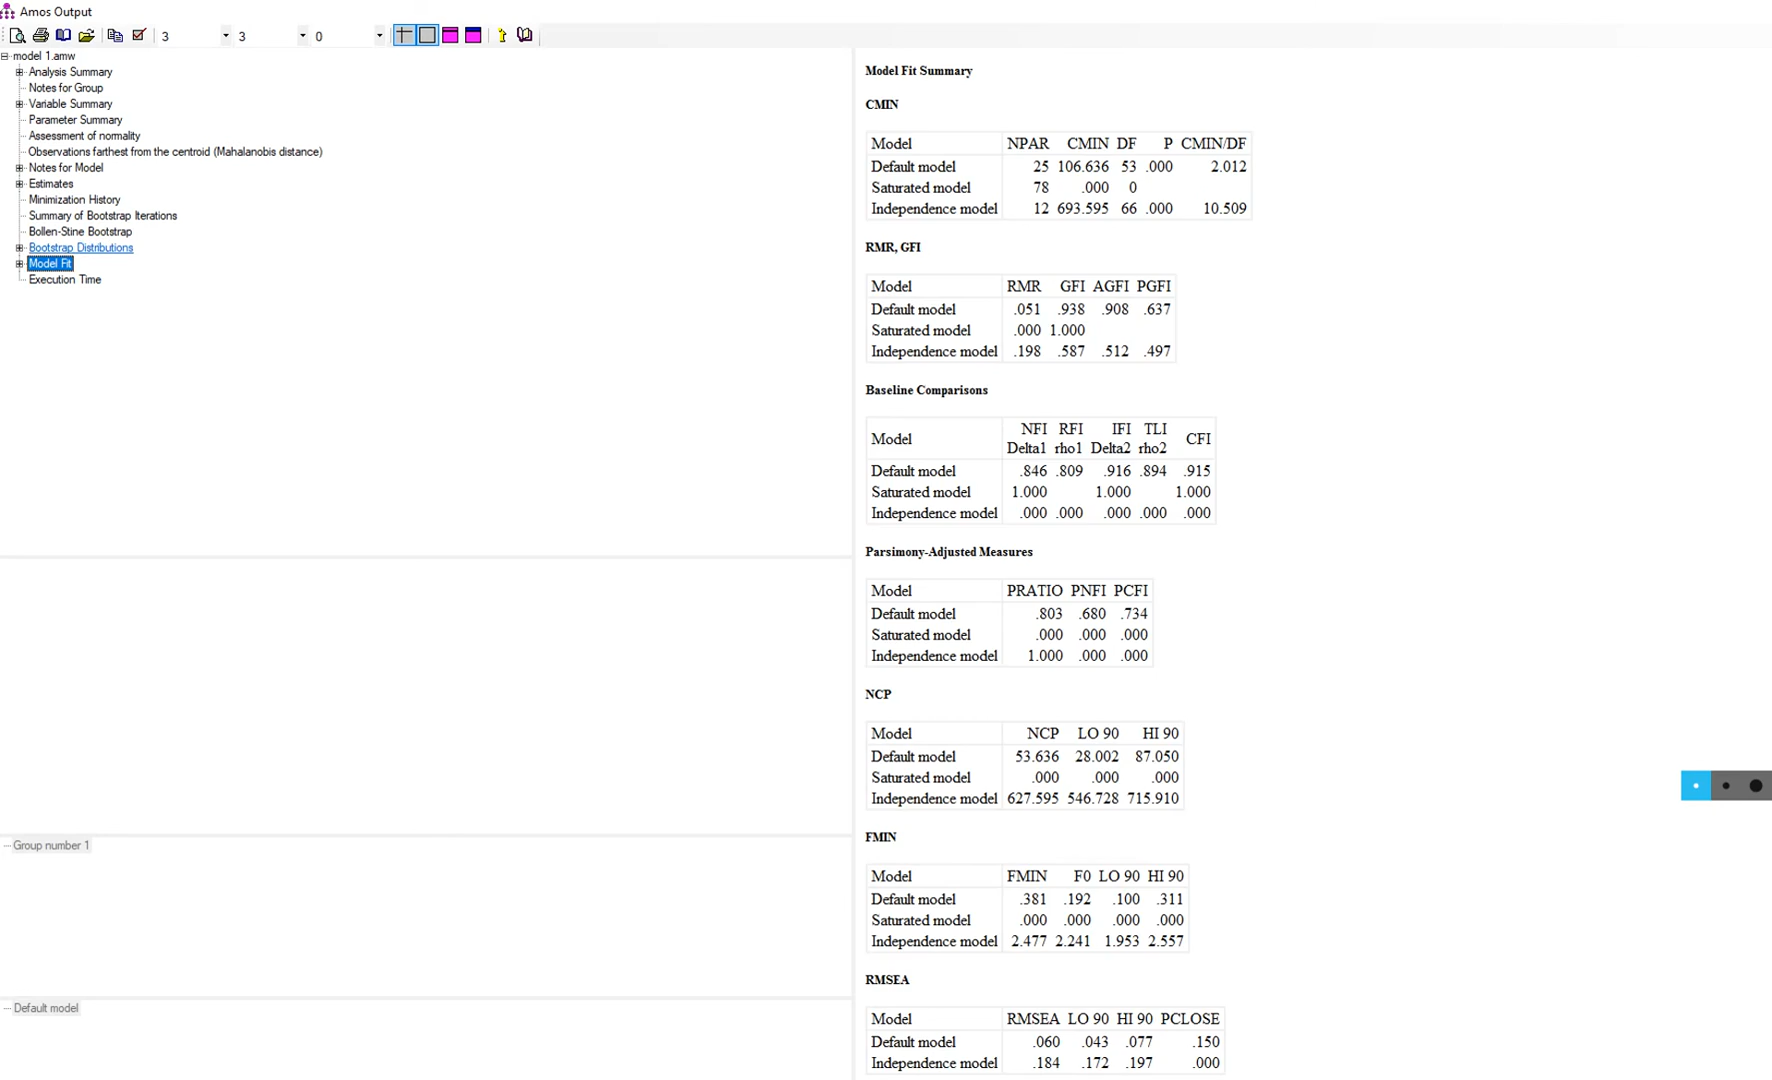 Amos Output
3 3 0
model 1.amw
Analysis Summary
Notes for Group
Variable Summary
Parameter Summary
Assessment of normality
Observations farthest from the centroid (Mahalanobis distance)
Notes for Model
Estimates
Minimization History
Summary of Bootstrap Iterations
Bollen-Stine Bootstrap
Bootstrap Distributions
Model Fit
Execution Time
Group number 1
Default model
Model Fit Summary
CMIN
Model NPAR CMIN DF P CMIN/DF
Default model 25 106.636 53 .000 2.012
Saturated model 78 .000 0
Independence model 12 693.595 66 .000 10.509
RMR, GFI
Model RMR GFI AGFI PGFI
Default model .051 .938 .908 .637
Saturated model .000 1.000
Independence model .198 .587 .512 .497
Baseline Comparisons
Model NFI RFI IFI TLI CFI
Delta1 rho1 Delta2 rho2
Default model .846 .809 .916 .894 .915
Saturated model 1.000 1.000 1.000
Independence model .000 .000 .000 .000 .000
Parsimony-Adjusted Measures
Model PRATIO PNFI PCFI
Default model .803 .680 .734
Saturated model .000 .000 .000
Independence model 1.000 .000 .000
NCP
Model NCP LO 90 HI 90
Default model 53.636 28.002 87.050
Saturated model .000 .000 .000
Independence model 627.595 546.728 715.910
FMIN
Model FMIN F0 LO 90 HI 90
Default model .381 .192 .100 .311
Saturated model .000 .000 .000 .000
Independence model 2.477 2.241 1.953 2.557
RMSEA
Model RMSEA LO 90 HI 90 PCLOSE
Default model .060 .043 .077 .150
Independence model .184 .172 .197 .000